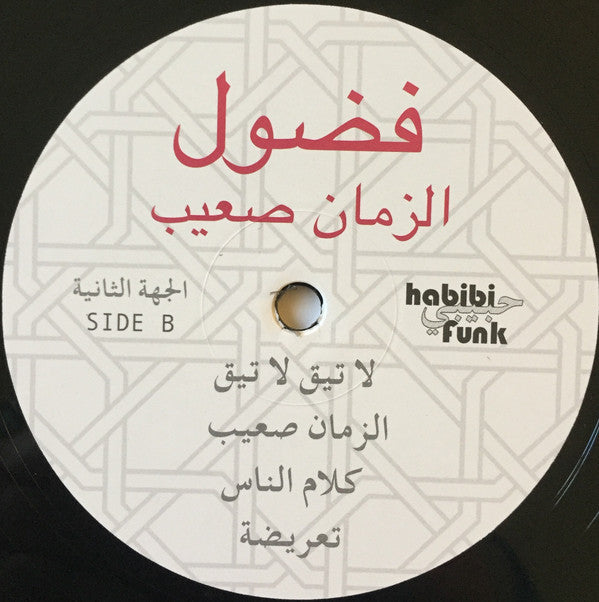 فضول
الزمان صعيب
الجهة الثانية
SIDE B
habibi
حبيبي
funk
لا تيق لا تيق
الزمان صعيب
كلام الناس
تعريضة